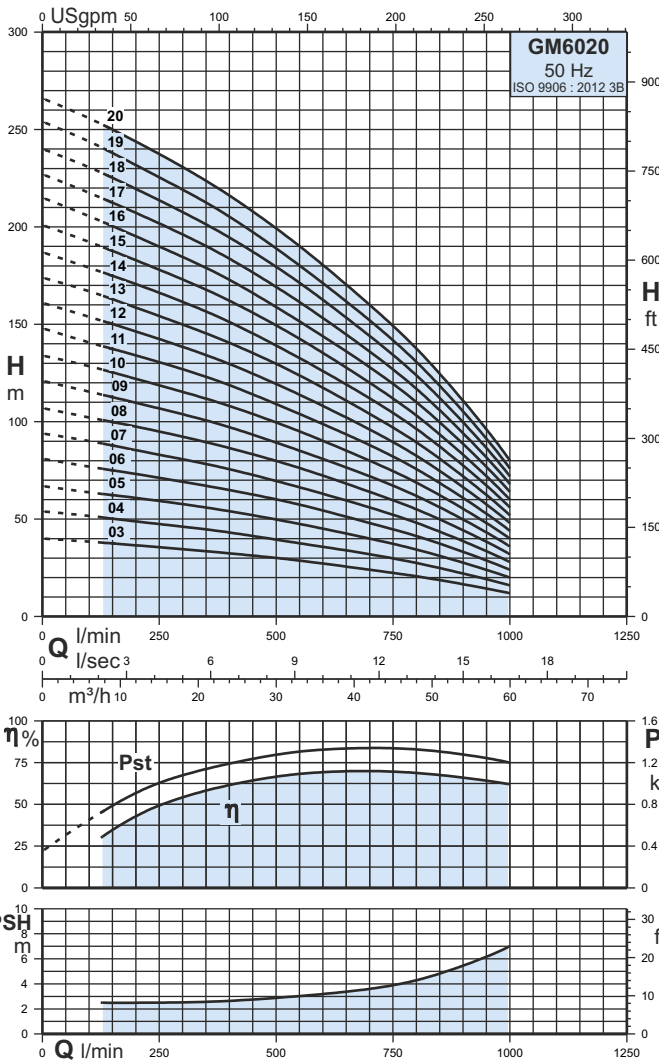 USgpm
0 50 100 150 200 250 300
GM6020
50 Hz
ISO 9906 : 2012 3B
300
250
200
150
100
50
0
H
m
900
750
600
450
300
150
0
H
ft
20
19
18
17
16
15
14
13
12
11
10
09
08
07
06
05
04
03
Q l/min
0 250 500 750 1000 1250
l/sec
0 3 6 9 12 15 18
m³/h
0 10 20 30 40 50 60 70
η%
100
75
50
25
0
Pst
η
P
k
1.6
1.2
0.8
0.4
0
PSH
m
10
8
6
4
2
0
30
f
20
10
0
Q l/min
0 250 500 750 1000 1250